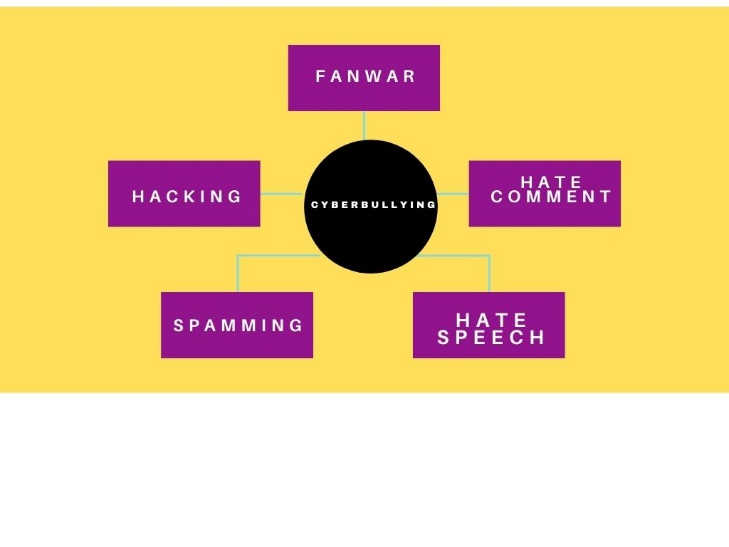 FANWAR
HACKING
HATE
COMMENT
CYBERBULLYING
SPAMMING
HATE
SPEECH